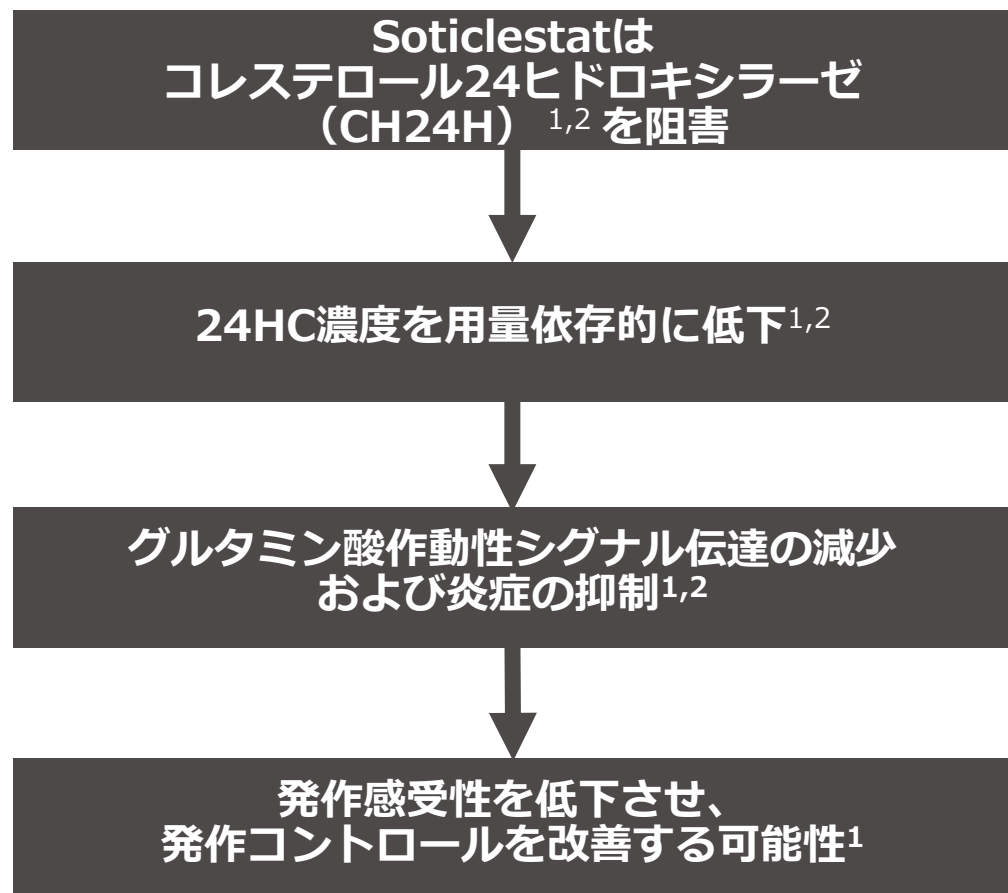 Soticlestatは
コレステロール24ヒドロキシラーゼ
（CH24H） 1,2 を阻害
24HC濃度を用量依存的に低下1,2
グルタミン酸作動性シグナル伝達の減少
および炎症の抑制1,2
発作感受性を低下させ、
発作コントロールを改善する可能性1